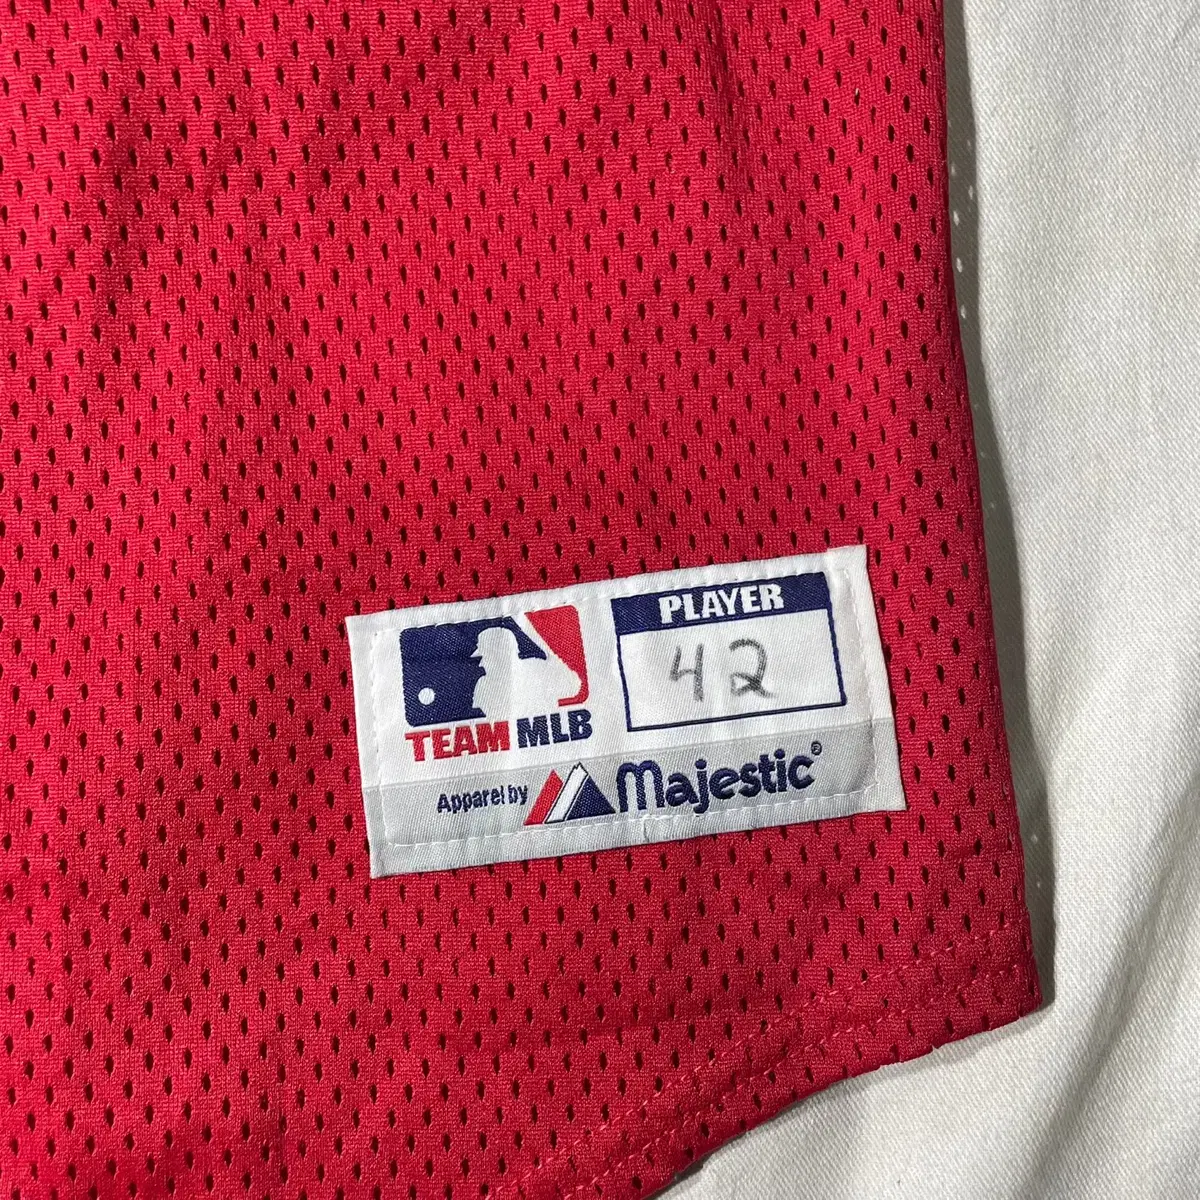 PLAYER
42
TEAM MLB
Apparel by Majestic®